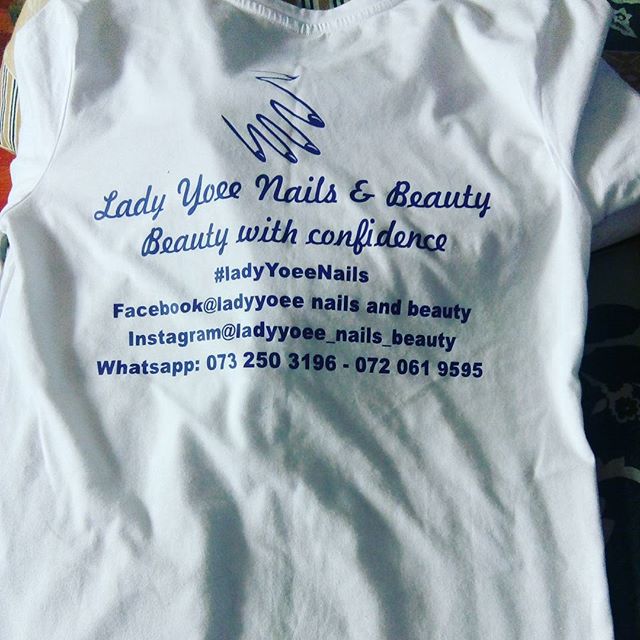 Lady Yoee Nails & Beauty
Beauty with confidence
#ladyYoeeNails
Facebook@ladyyoee nails and beauty
Instagram@ladyyoee_nails_beauty
Whatsapp: 073 250 3196 - 072 061 9595